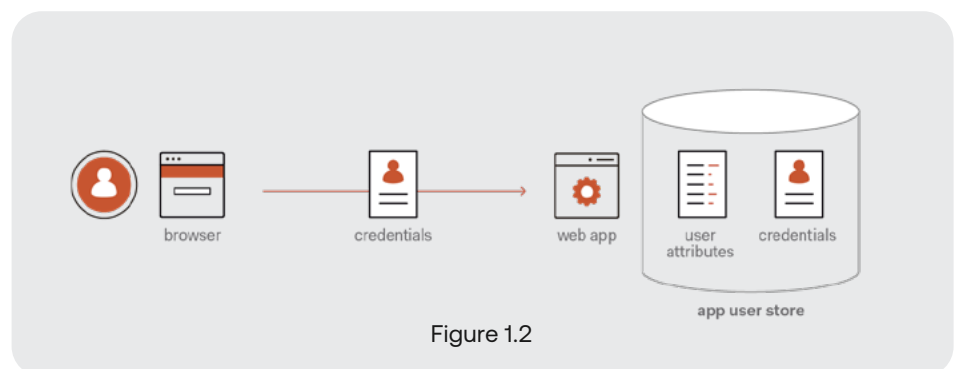 browser
credentials
web app
user
attributes
credentials
app user store
Figure 1.2